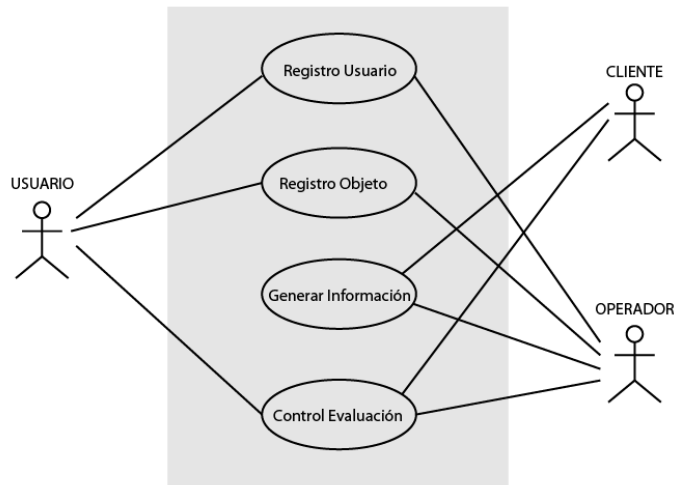 Registro Usuario
CLIENTE
USUARIO
Registro Objeto
Generar Información
OPERADOR
Control Evaluación